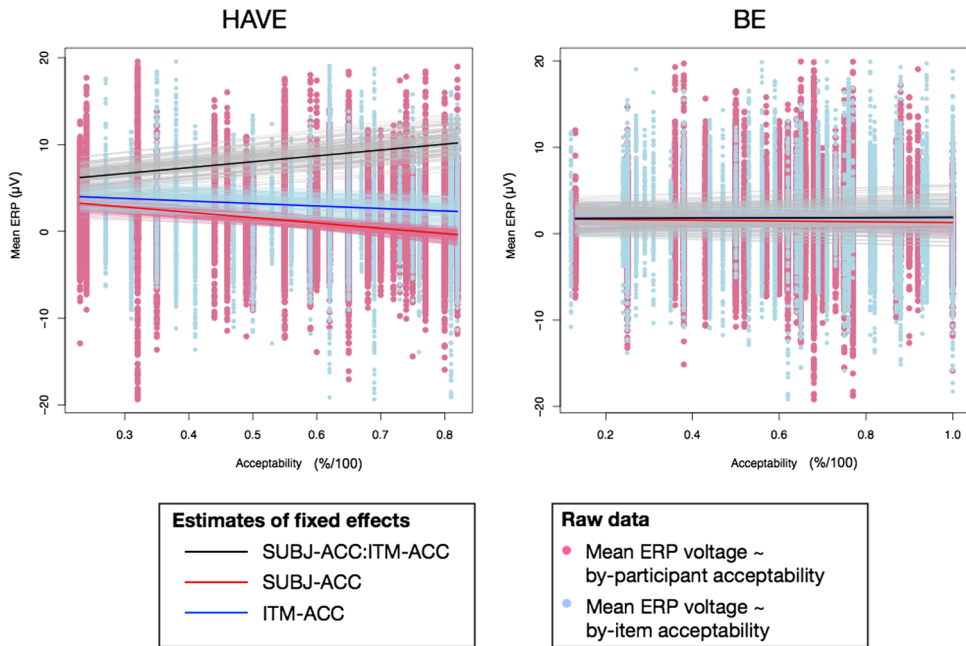 HAVE
BE
Mean ERP (µV)
20
10
0
-10
-20
0.3 0.4 0.5 0.6 0.7 0.8
Acceptability (%/100)
Mean ERP (µV)
20
10
0
-10
-20
0.2 0.4 0.6 0.8 1.0
Acceptability (%/100)
Estimates of fixed effects
SUBJ-ACC:ITM-ACC
SUBJ-ACC
ITM-ACC
Raw data
Mean ERP voltage ~
by-participant acceptability
Mean ERP voltage ~
by-item acceptability